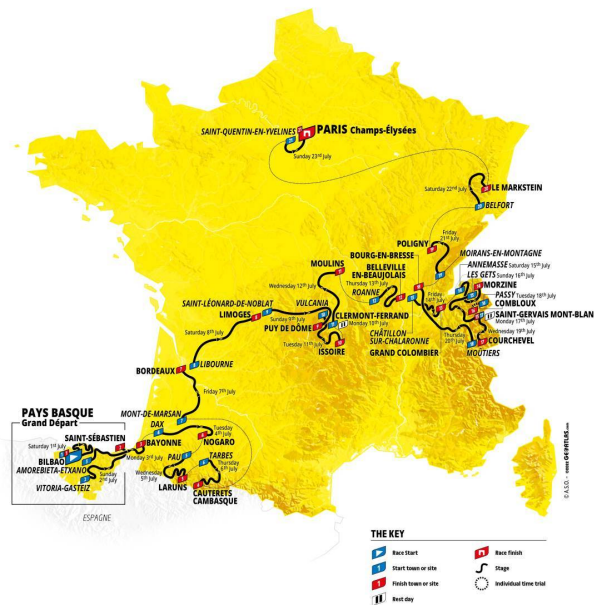 SAINT-QUENTIN-EN-YVELINES
PARIS Champs-Élysées
Sunday 23rd July
Saturday 22nd July
LE MARKSTEIN
BELFORT
Friday
21st July
POLIGNY
MOIRANS-EN-MONTAGNE
BOURG-EN-BRESSE
ANNEMASSE Saturday 15th July
MOULINS
BELLEVILLE
EN-BEAUJOLAIS
LES GETS Sunday 16th July
Thursday 13th July
Wednesday 12th July
ROANNE
Friday
14th July
MORZINE
PASSY Tuesday 18th July
COMBLOUX
SAINT-LÉONARD-DE-NOBLAT
VULCANIA
LIMOGES
Sunday 9th July
CLERMONT-FERRAND
SAINT-GERVAIS MONT-BLANC
Monday 17th July
PUY DE DÔME
Monday 10th July
Saturday 8th July
CHÂTILLON
SUR-CHALARONNE
Wednesday 19th July
Tuesday 11th July
Thursday
20th July
COURCHEVEL
ISSOIRE
GRAND COLOMBIER
MOÛTIERS
LIBOURNE
BORDEAUX
Friday 7th July
PAYS BASQUE
Grand Départ
MONT-DE-MARSAN
DAX
Tuesday
4th July
SAINT-SÉBASTIEN
Saturday 1st July
BAYONNE
NOGARO
BILBAO
Monday 3rd July
PAU
TARBES
AMOREBIETA-ETXANO
Sunday
2nd July
Wednesday
5th July
Thursday
6th July
VITORIA-GASTEIZ
LARUNS
CAUTERETS
CAMBASQUE
ESPAGNE
© A.S.O. - www.GEOATLAS.com
THE KEY
Race Start
Race finish
1 Start town or site
Stage
1 Finish town or site
Individual time trial
Rest day